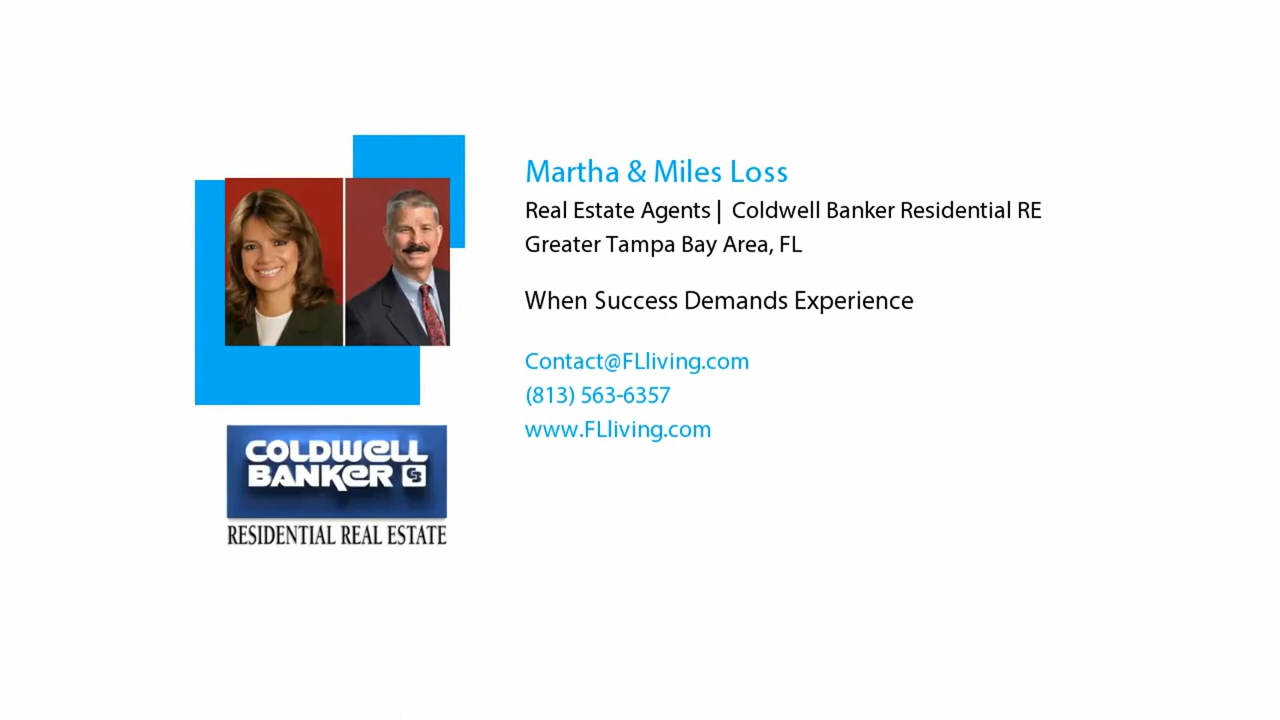 Martha & Miles Loss
Real Estate Agents | Coldwell Banker Residential RE
Greater Tampa Bay Area, FL
When Success Demands Experience
Contact@FLliving.com
(813) 563-6357
www.FLliving.com
COLDWELL
BANKER CB
RESIDENTIAL REAL ESTATE